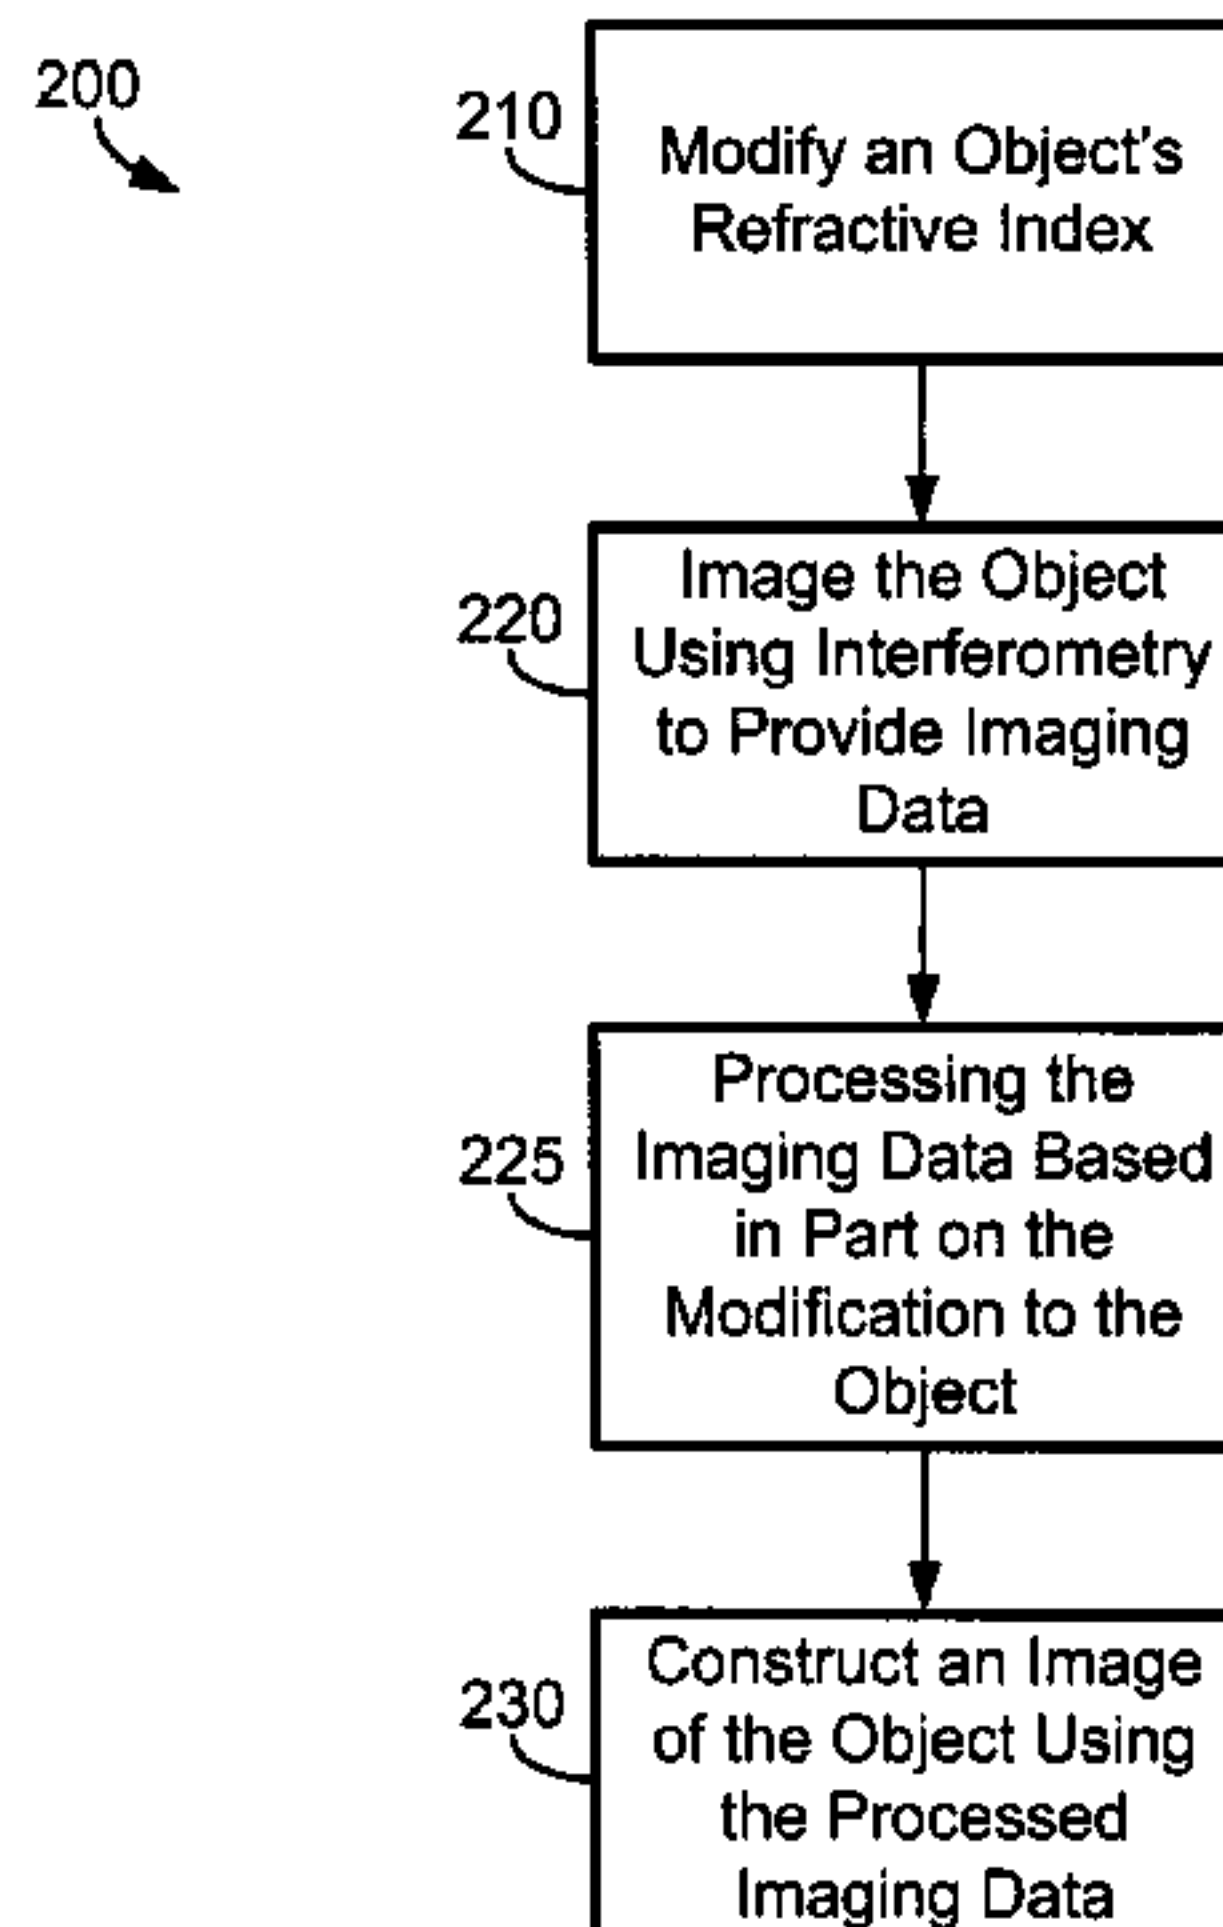 200
210
Modify an Object's
Refractive Index
220
Image the Object
Using Interferometry
to Provide Imaging
Data
225
Processing the
Imaging Data Based
in Part on the
Modification to the
Object
230
Construct an Image
of the Object Using
the Processed
Imaging Data